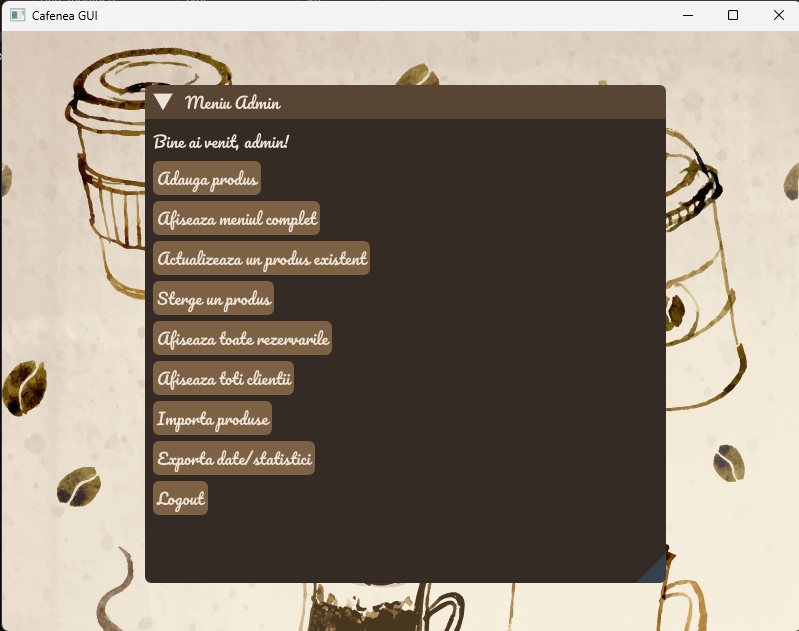 Cafenea GUI
Meniu Admin
Bine ai venit, admin!
Adauga produs
Afiseaza meniul complet
Actualizeaza un produs existent
Sterge un produs
Afiseaza toate rezervarile
Afiseaza toti clientii
Importa produse
Exporta date/statistici
Logout